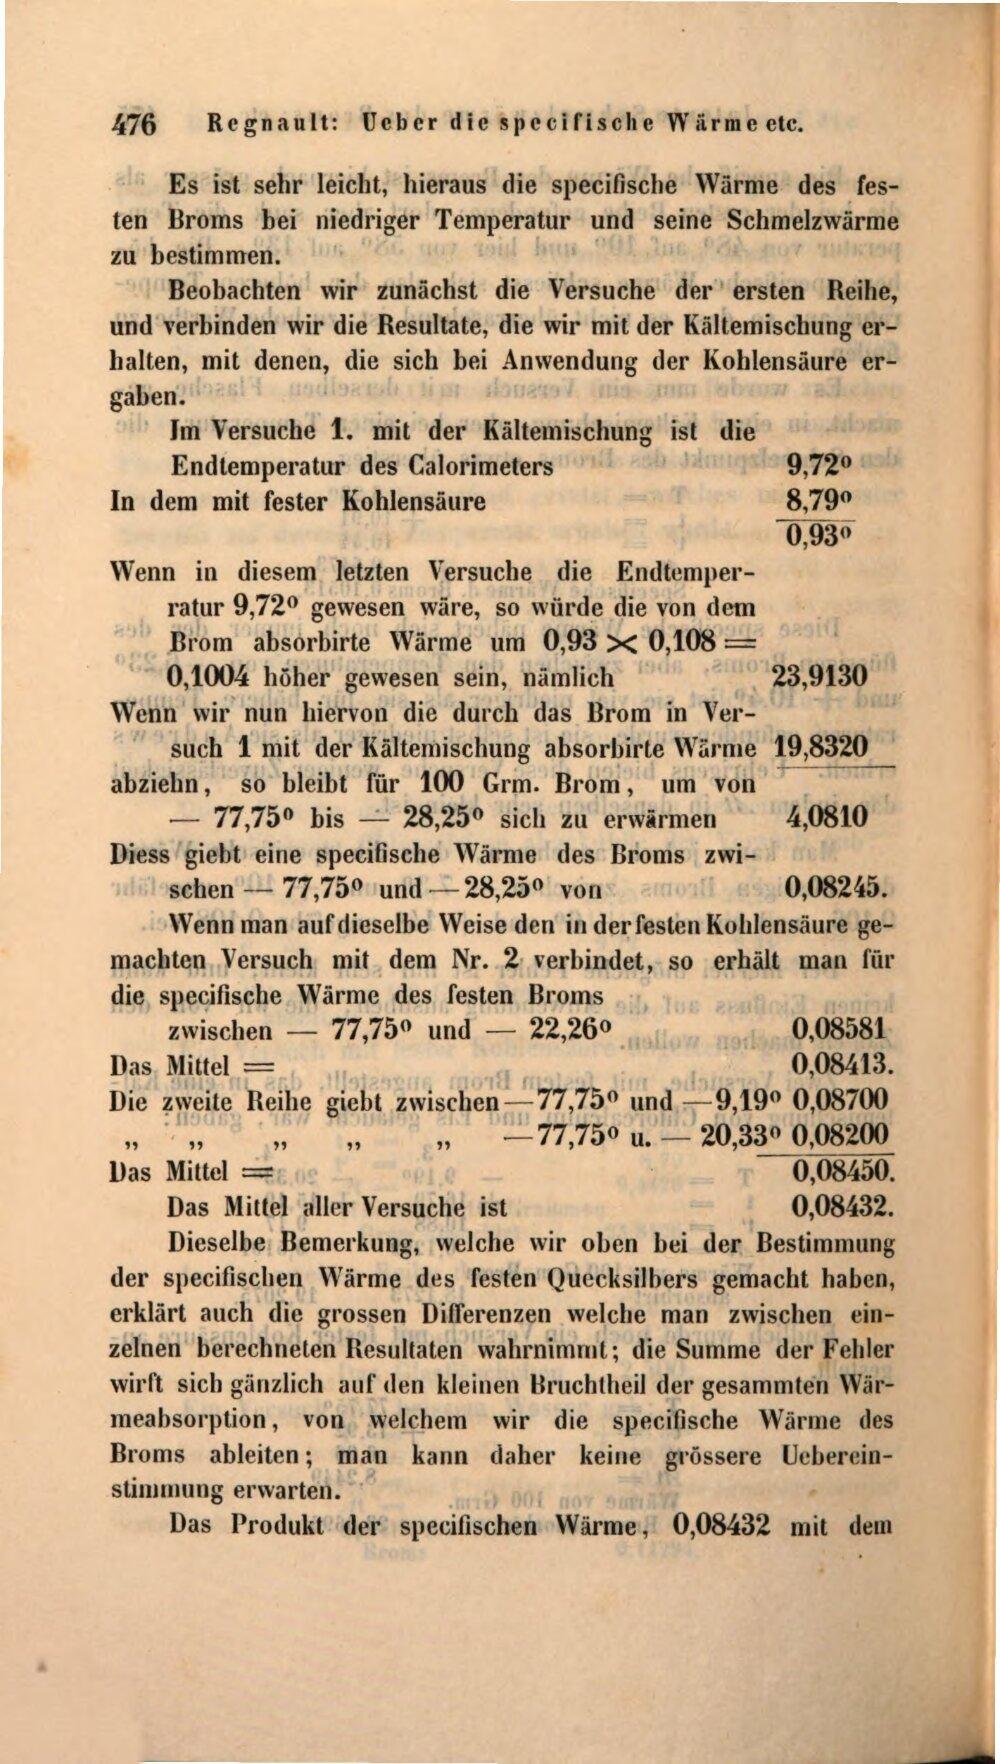 476 Regnault: Ueber die specifische Wärme etc.
Es ist sehr leicht, hieraus die specifische Wärme des fes-
ten Broms bei niedriger Temperatur und seine Schmelzwärme
zu bestimmen.
Beobachten wir zunächst die Versuche der ersten Reihe,
und verbinden wir die Resultate, die wir mit der Kältemischung er-
halten, mit denen, die sich bei Anwendung der Kohlensäure er-
gaben.
Im Versuche 1. mit der Kältemischung ist die
Endtemperatur des Calorimeters 9,72⁰
In dem mit fester Kohlensäure 8,79⁰
0,93⁰
Wenn in diesem letzten Versuche die Endtemper-
ratur 9,72⁰ gewesen wäre, so würde die von dem
Brom absorbirte Wärme um 0,93 × 0,108 =
0,1004 höher gewesen sein, nämlich 23,9130
Wenn wir nun hiervon die durch das Brom in Ver-
such 1 mit der Kältemischung absorbirte Wärme 19,8320
abziehn, so bleibt für 100 Grm. Brom, um von
— 77,75⁰ bis — 28,25⁰ sich zu erwärmen 4,0810
Diess giebt eine specifische Wärme des Broms zwi-
schen — 77,75⁰ und — 28,25⁰ von 0,08245.
Wenn man auf dieselbe Weise den in der festen Kohlensäure ge-
machten Versuch mit dem Nr. 2 verbindet, so erhält man für
die specifische Wärme des festen Broms
zwischen — 77,75⁰ und — 22,26⁰ 0,08581
Das Mittel = 0,08413.
Die zweite Reihe giebt zwischen — 77,75⁰ und — 9,19⁰ 0,08700
„ „ „ „ „ — 77,75⁰ u. — 20,33⁰ 0,08200
Das Mittel = 0,08450.
Das Mittel aller Versuche ist 0,08432.
Dieselbe Bemerkung, welche wir oben bei der Bestimmung
der specifischen Wärme des festen Quecksilbers gemacht haben,
erklärt auch die grossen Differenzen welche man zwischen ein-
zelnen berechneten Resultaten wahrnimmt; die Summe der Fehler
wirft sich gänzlich auf den kleinen Bruchtheil der gesammten Wär-
meabsorption, von welchem wir die specifische Wärme des
Broms ableiten; man kann daher keine grössere Ueberein-
stimmung erwarten.
Das Produkt der specifischen Wärme, 0,08432 mit dem